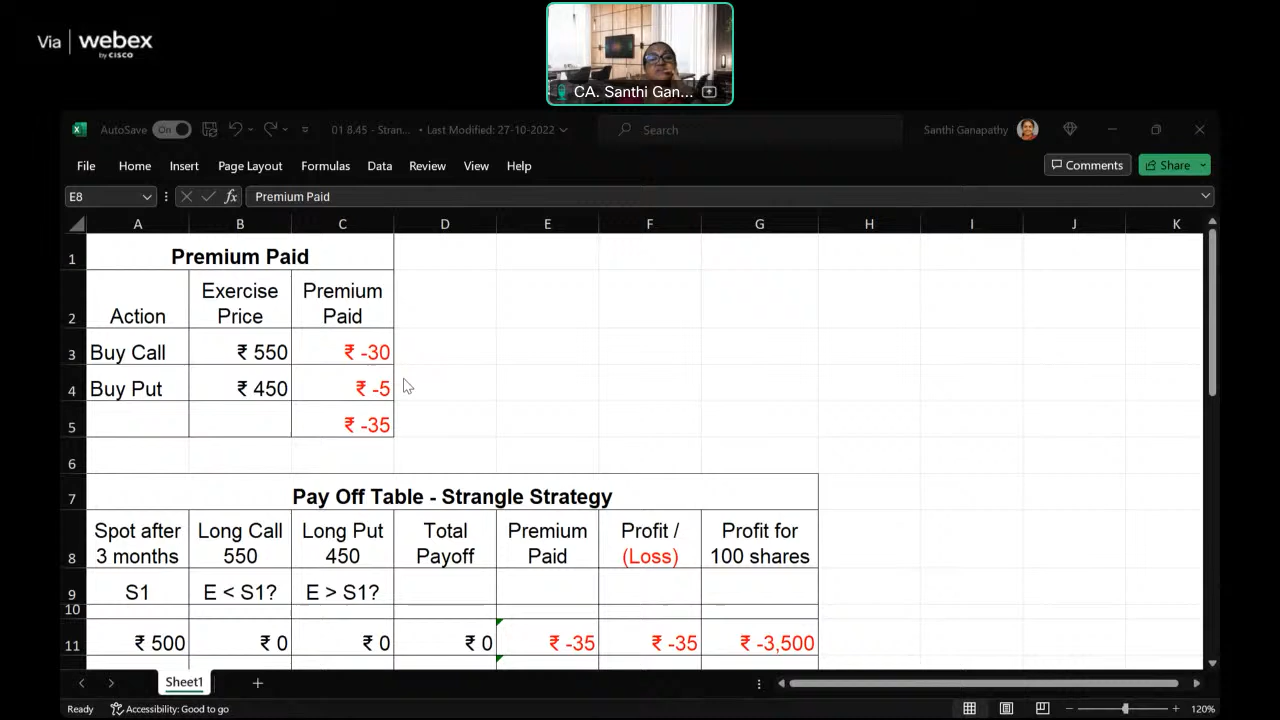 Via webex
by CISCO
CA. Santhi Gan...
AutoSave On 01 8.45 - Stran... • Last Modified: 27-10-2022 Search Santhi Ganapathy
File Home Insert Page Layout Formulas Data Review View Help Comments Share
E8 fx Premium Paid
A B C D E F G H I J K
1 Premium Paid
2 Action Exercise Price Premium Paid
3 Buy Call ₹ 550 ₹ -30
4 Buy Put ₹ 450 ₹ -5
5 ₹ -35
6
7 Pay Off Table - Strangle Strategy
8 Spot after 3 months Long Call 550 Long Put 450 Total Payoff Premium Paid Profit / (Loss) Profit for 100 shares
9 S1 E < S1? E > S1?
10
11 ₹ 500 ₹ 0 ₹ 0 ₹ 0 ₹ -35 ₹ -35 ₹ -3,500
Sheet1
Ready Accessibility: Good to go 120%